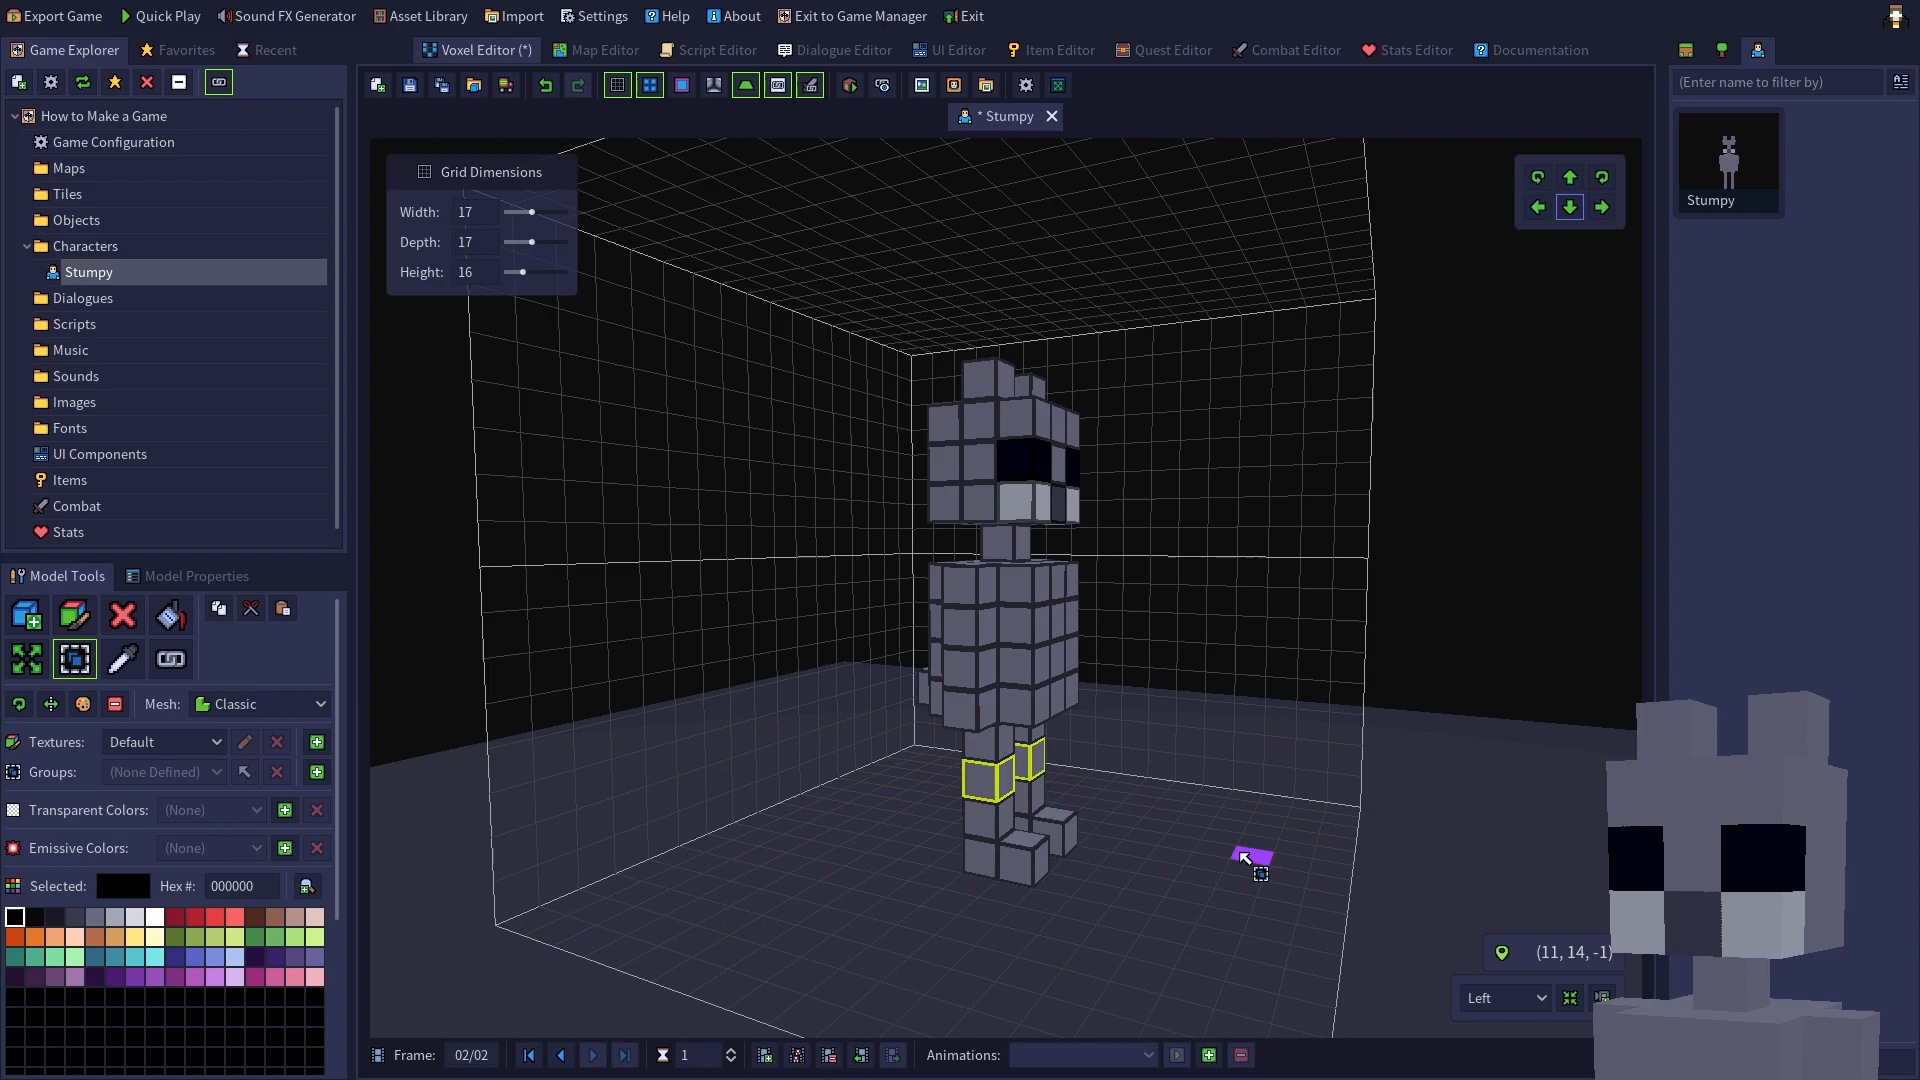 Export Game
Quick Play
Sound FX Generator
Asset Library
Import
Settings
Help
About
Exit to Game Manager
Exit
Game Explorer
Favorites
Recent
Voxel Editor (*)
Map Editor
Script Editor
Dialogue Editor
UI Editor
Item Editor
Quest Editor
Combat Editor
Stats Editor
Documentation
(Enter name to filter by)
* Stumpy
How to Make a Game
Game Configuration
Maps
Tiles
Objects
Characters
Stumpy
Dialogues
Scripts
Music
Sounds
Images
Fonts
UI Components
Items
Combat
Stats
Grid Dimensions
Width: 17
Depth: 17
Height: 16
Stumpy
Model Tools
Model Properties
Mesh: Classic
Textures: Default
Groups: (None Defined)
Transparent Colors: (None)
Emissive Colors: (None)
Selected: Hex #: 000000
(11, 14, -1)
Left
Frame: 02/02
1
Animations: